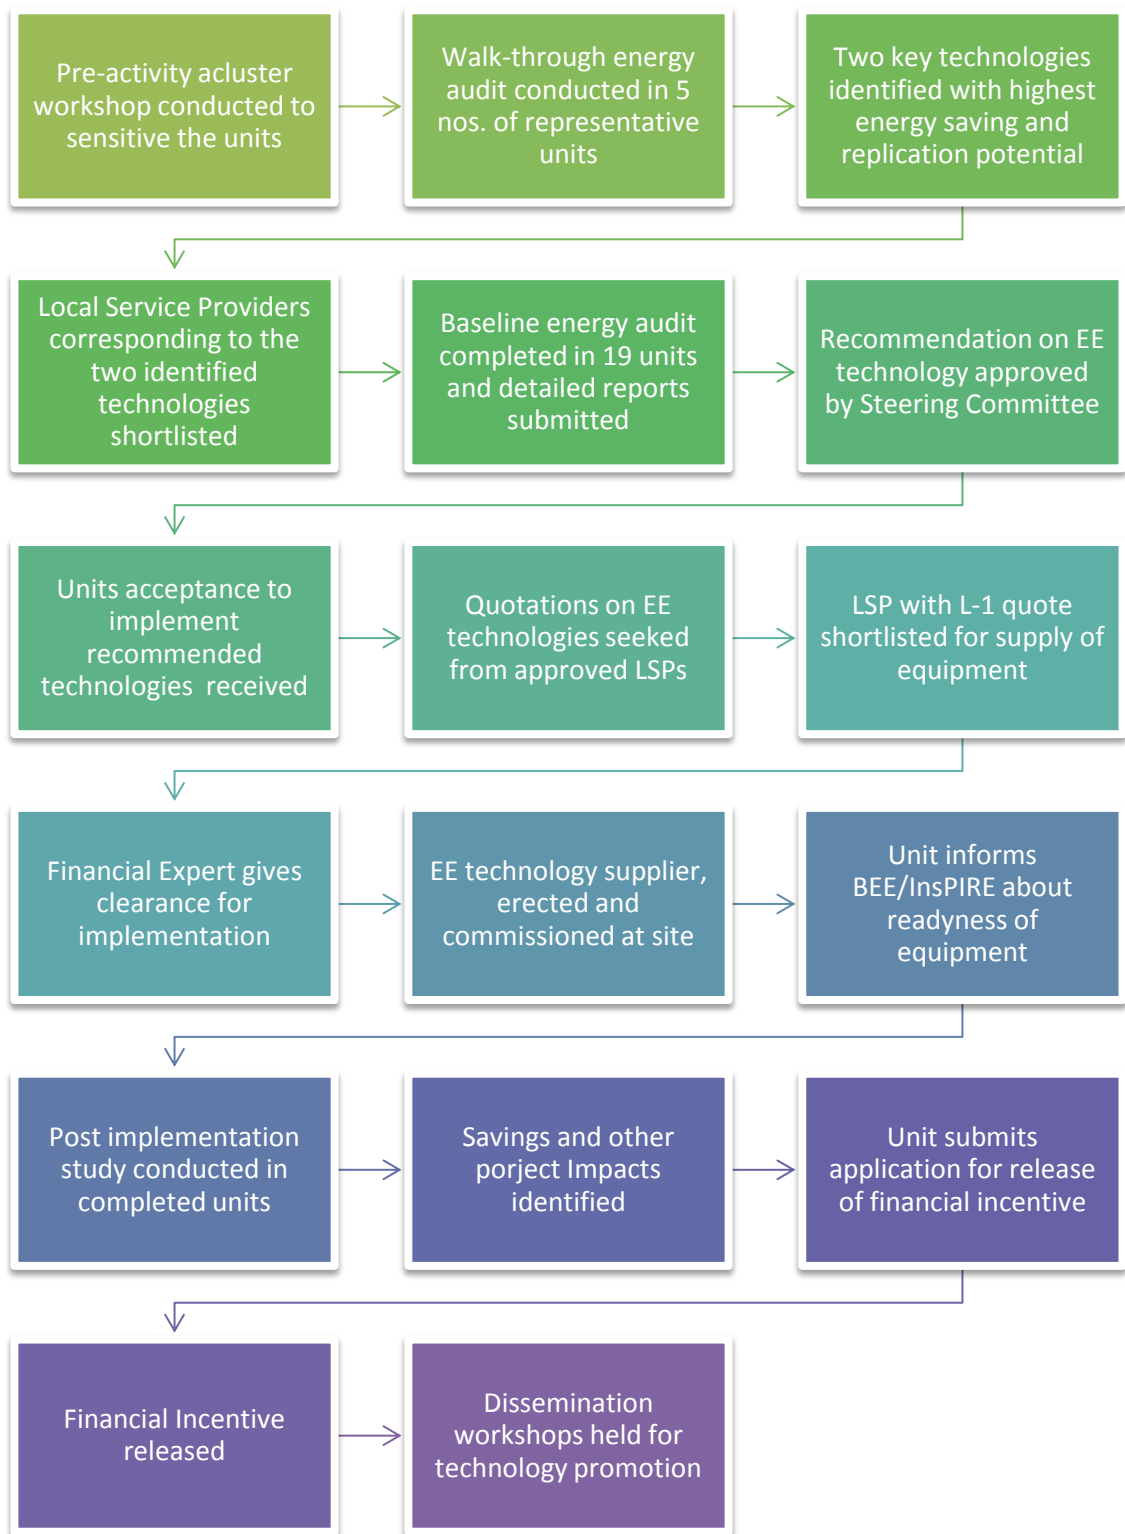 Pre-activity acluster
workshop conducted to
sensitive the units
Walk-through energy
audit conducted in 5
nos. of representative
units
Two key technologies
identified with highest
energy saving and
replication potential
Local Service Providers
corresponding to the
two identified
technologies
shortlisted
Baseline energy audit
completed in 19 units
and detailed reports
submitted
Recommendation on EE
technology approved
by Steering Committee
Units acceptance to
implement
recommended
technologies received
Quotations on EE
technologies seeked
from approved LSPs
LSP with L-1 quote
shortlisted for supply of
equipment
Financial Expert gives
clearance for
implementation
EE technology supplier,
erected and
commissioned at site
Unit informs
BEE/InsPIRE about
readyness of
equipment
Post implementation
study conducted in
completed units
Savings and other
porject Impacts
identified
Unit submits
application for release
of financial incentive
Financial Incentive
released
Dissemination
workshops held for
technology promotion